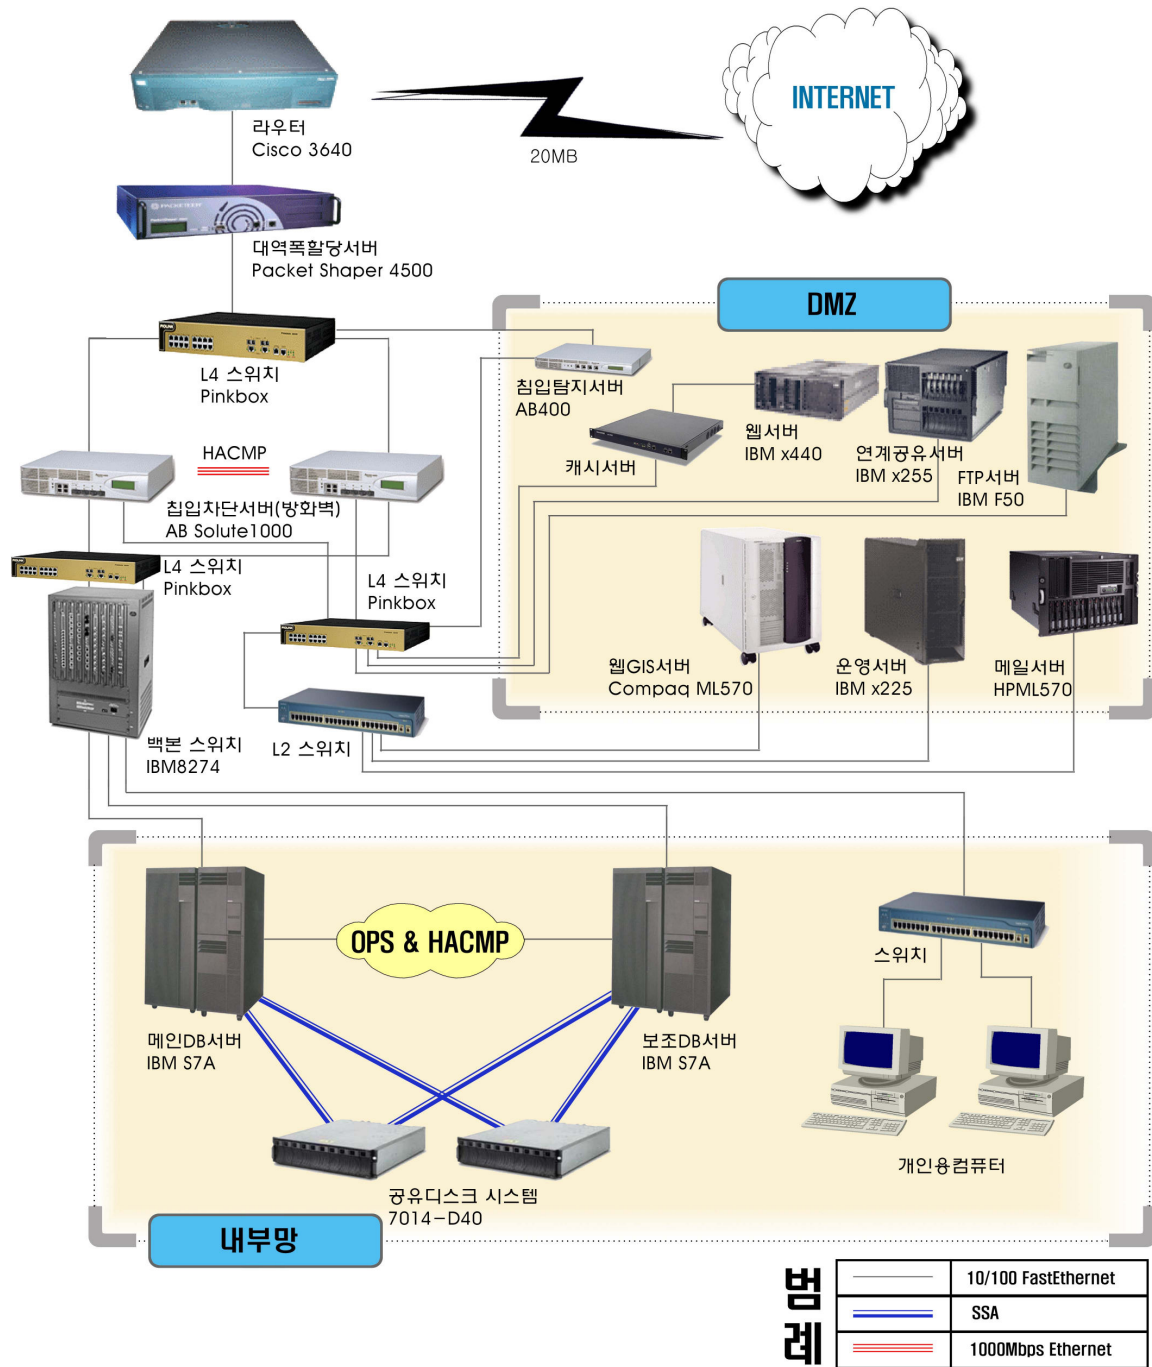 INTERNET
20MB
라우터
Cisco 3640
대역폭할당서버
Packet Shaper 4500
DMZ
L4 스위치
Pinkbox
침입탐지서버
AB400
캐시서버
웹서버
IBM x440
연계공유서버
IBM x255
FTP서버
IBM F50
HACMP
칩입차단서버(방화벽)
AB Solute1000
L4 스위치
Pinkbox
L4 스위치
Pinkbox
웹GIS서버
Compaq ML570
운영서버
IBM x225
메일서버
HPML570
백본 스위치
IBM8274
L2 스위치
OPS & HACMP
스위치
메인DB서버
IBM S7A
보조DB서버
IBM S7A
개인용컴퓨터
공유디스크 시스템
7014-D40
내부망
범례
10/100 FastEthernet
SSA
1000Mbps Ethernet